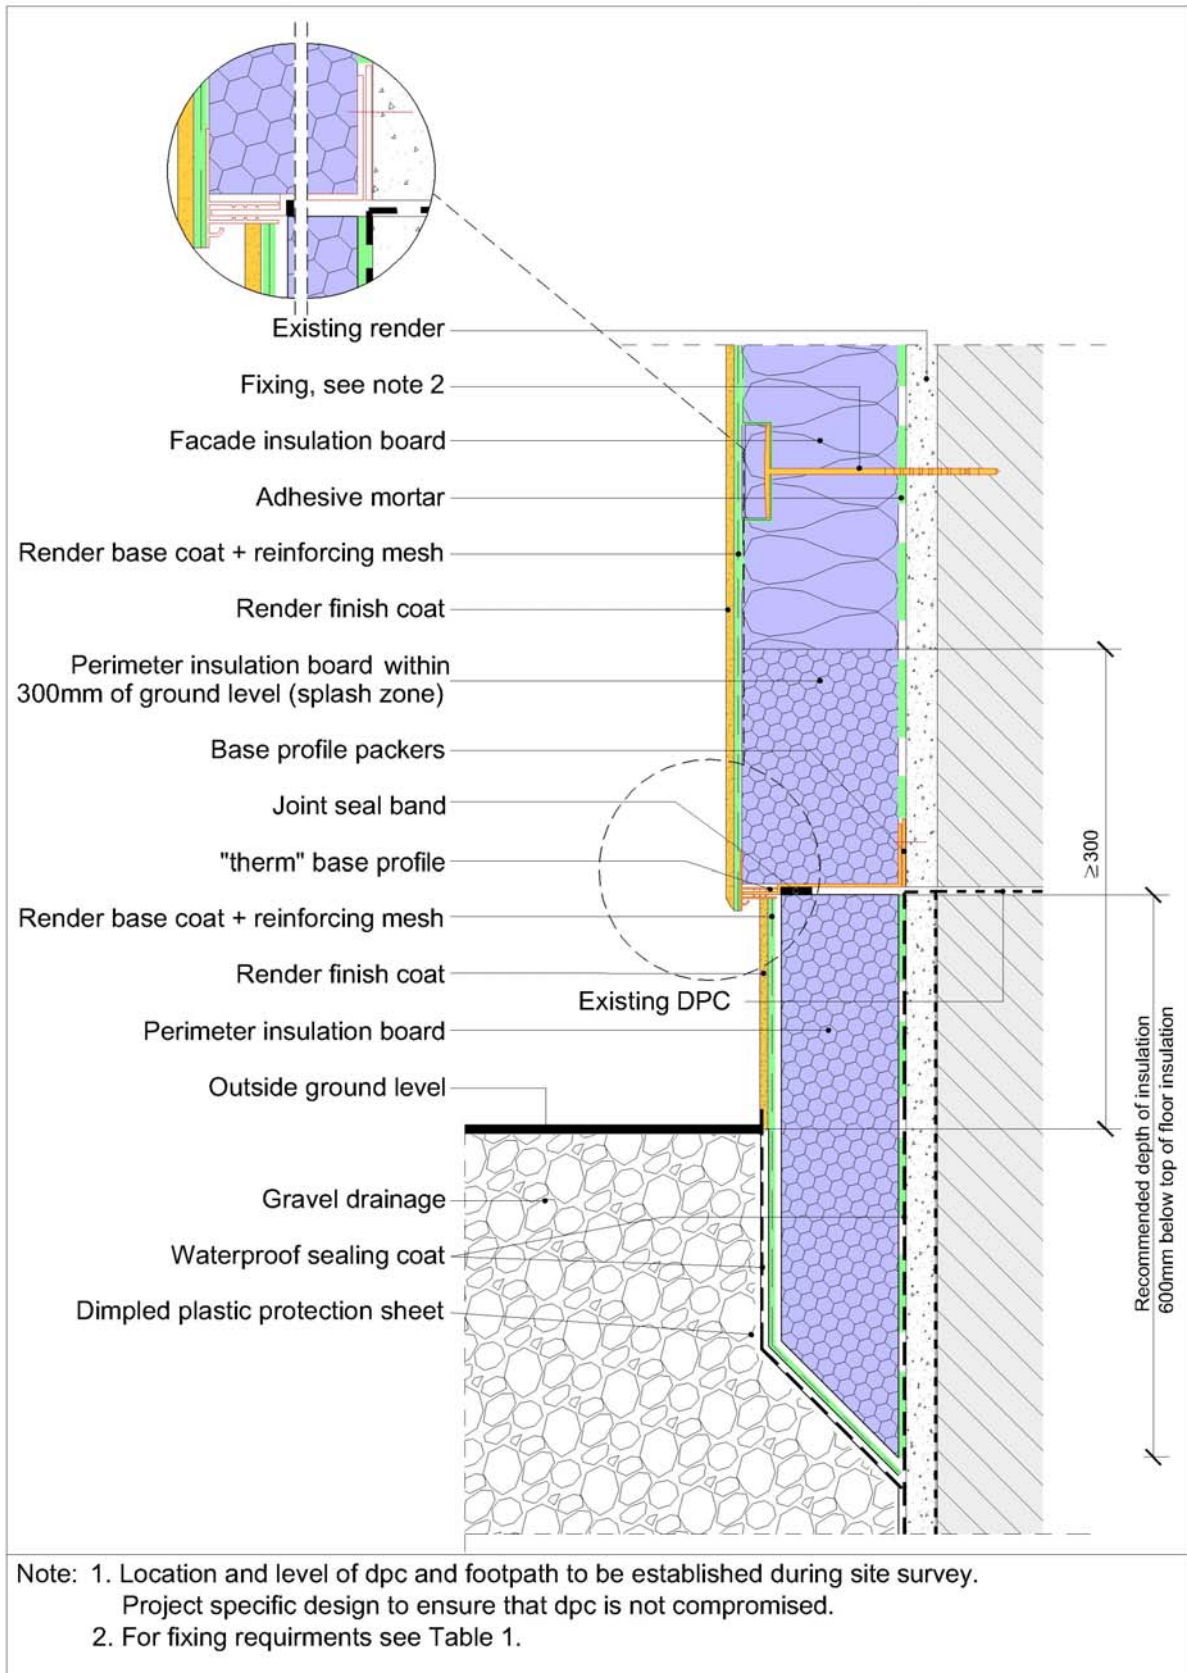 Existing render
Fixing, see note 2
Facade insulation board
Adhesive mortar
Render base coat + reinforcing mesh
Render finish coat
Perimeter insulation board within
300mm of ground level (splash zone)
Base profile packers
Joint seal band
"therm" base profile
Render base coat + reinforcing mesh
Render finish coat
Existing DPC
Perimeter insulation board
Outside ground level
Gravel drainage
Waterproof sealing coat
Dimpled plastic protection sheet
≥300
Recommended depth of insulation
600mm below top of floor insulation
Note: 1. Location and level of dpc and footpath to be established during site survey.
Project specific design to ensure that dpc is not compromised.
2. For fixing requirments see Table 1.